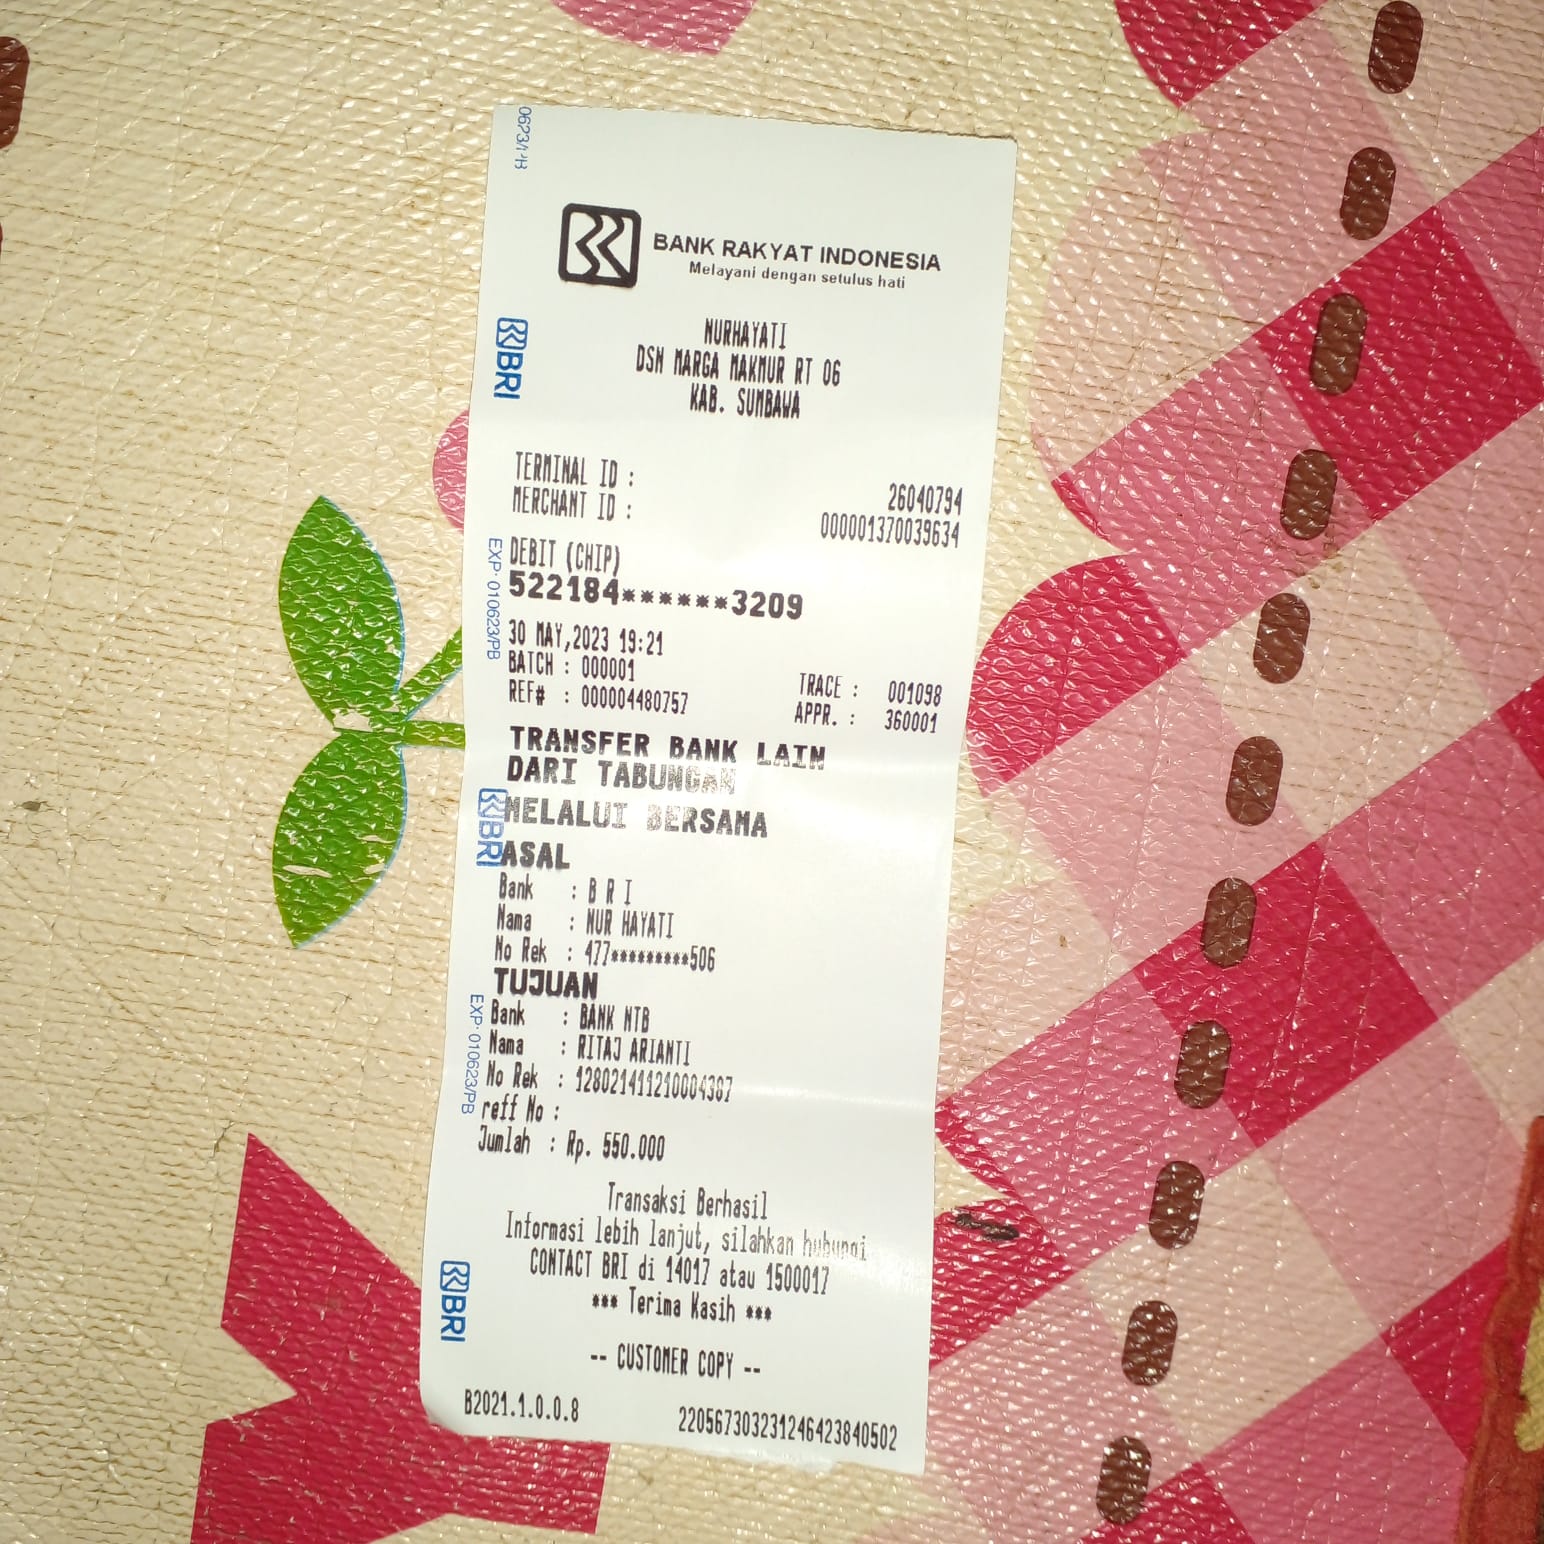 0623/PB
BANK RAKYAT INDONESIA
Melayani dengan setulus hati
NURHAYATI
DSN MARGA MAKMUR RT 06
KAB. SUMBAWA
BRI
TERMINAL ID : 26040794
MERCHANT ID : 000001370039634
DEBIT (CHIP)
522184******3209
EXP. 010623/PB
30 MAY,2023 19:21
BATCH : 000001 TRACE : 001098
REF# : 000004480757 APPR. : 360001
TRANSFER BANK LAIN
DARI TABUNGAN
MELALUI BERSAMA
BRI
ASAL
Bank : B R I
Nama : NUR HAYATI
No Rek : 477*********506
TUJUAN
Bank : BANK NTB
Nama : RITAJ ARIANTI
No Rek : 128021411210004387
EXP. 010623/PB
reff No :
Jumlah : Rp. 550.000
Transaksi Berhasil
Informasi lebih lanjut, silahkan hubungi
CONTACT BRI di 14017 atau 1500017
*** Terima Kasih ***
BRI
-- CUSTOMER COPY --
B2021.1.0.0.8 220567303231246423840502